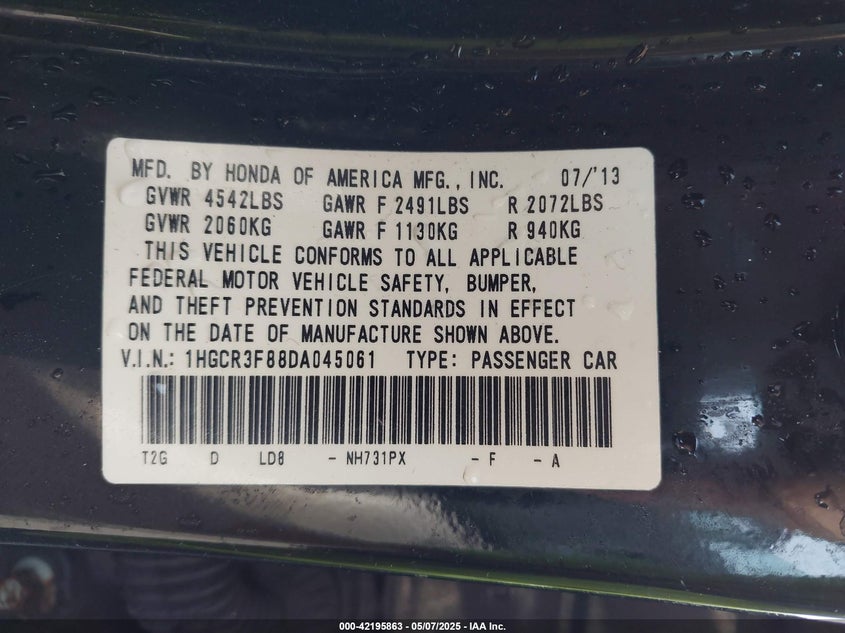 MFD. BY HONDA OF AMERICA MFG., INC. 07/'13
GVWR 4542LBS GAWR F 2491LBS R 2072LBS
GVWR 2060KG GAWR F 1130KG R 940KG
THIS VEHICLE CONFORMS TO ALL APPLICABLE
FEDERAL MOTOR VEHICLE SAFETY, BUMPER,
AND THEFT PREVENTION STANDARDS IN EFFECT
ON THE DATE OF MANUFACTURE SHOWN ABOVE.
V.I.N.: 1HGCR3F88DA045061 TYPE: PASSENGER CAR
T2G D LD8 - NH731PX - F - A
000-42195863 - 05/07/2025 - IAA Inc.